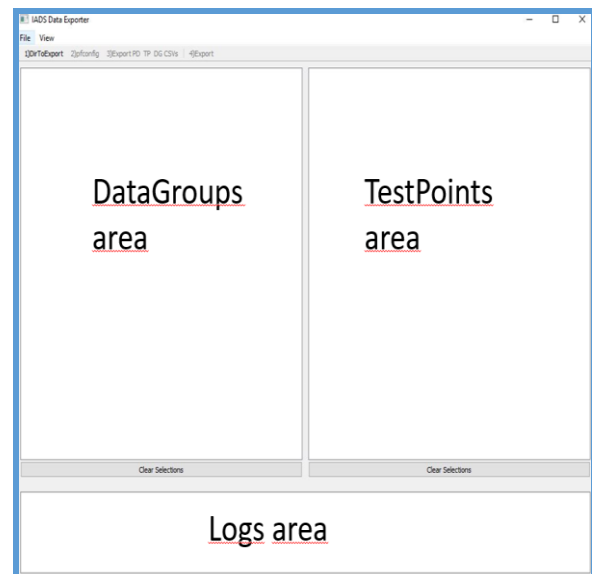 IADS Data Exporter
File View
1)DirToExport 2)pftconfig 3)Export PD TP DG CSVs 4)Export
DataGroups
area
TestPoints
area
Clear Selections Clear Selections
Logs area